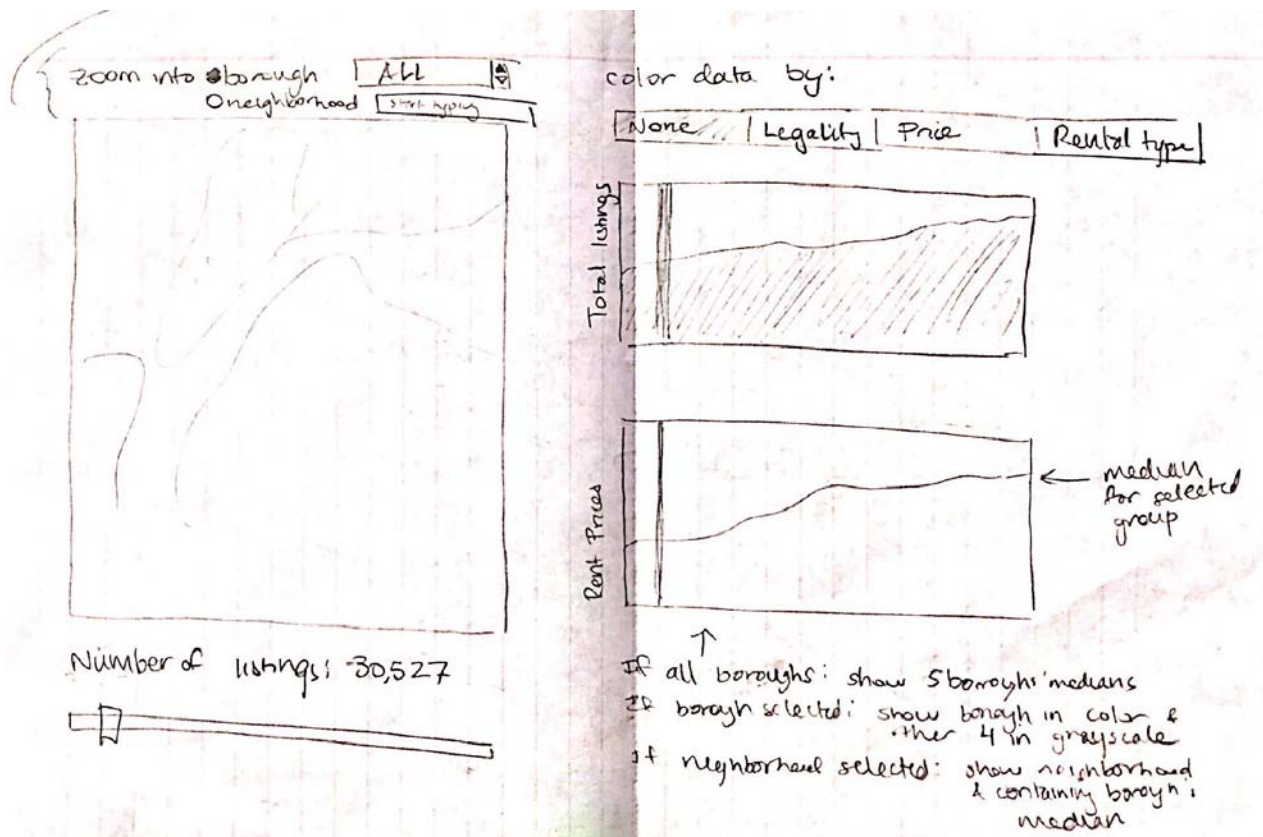 zoom into borough ALL
neighborhood start typing
Number of listings: 30,527
color data by:
None Legality Price Rental type
Total listings
Rent Prices
median
for selected
group
If all boroughs: show 5 boroughs' medians
If borough selected: show borough in color &
other 4 in grayscale
If neighborhood selected: show neighborhood
& containing borough's
median